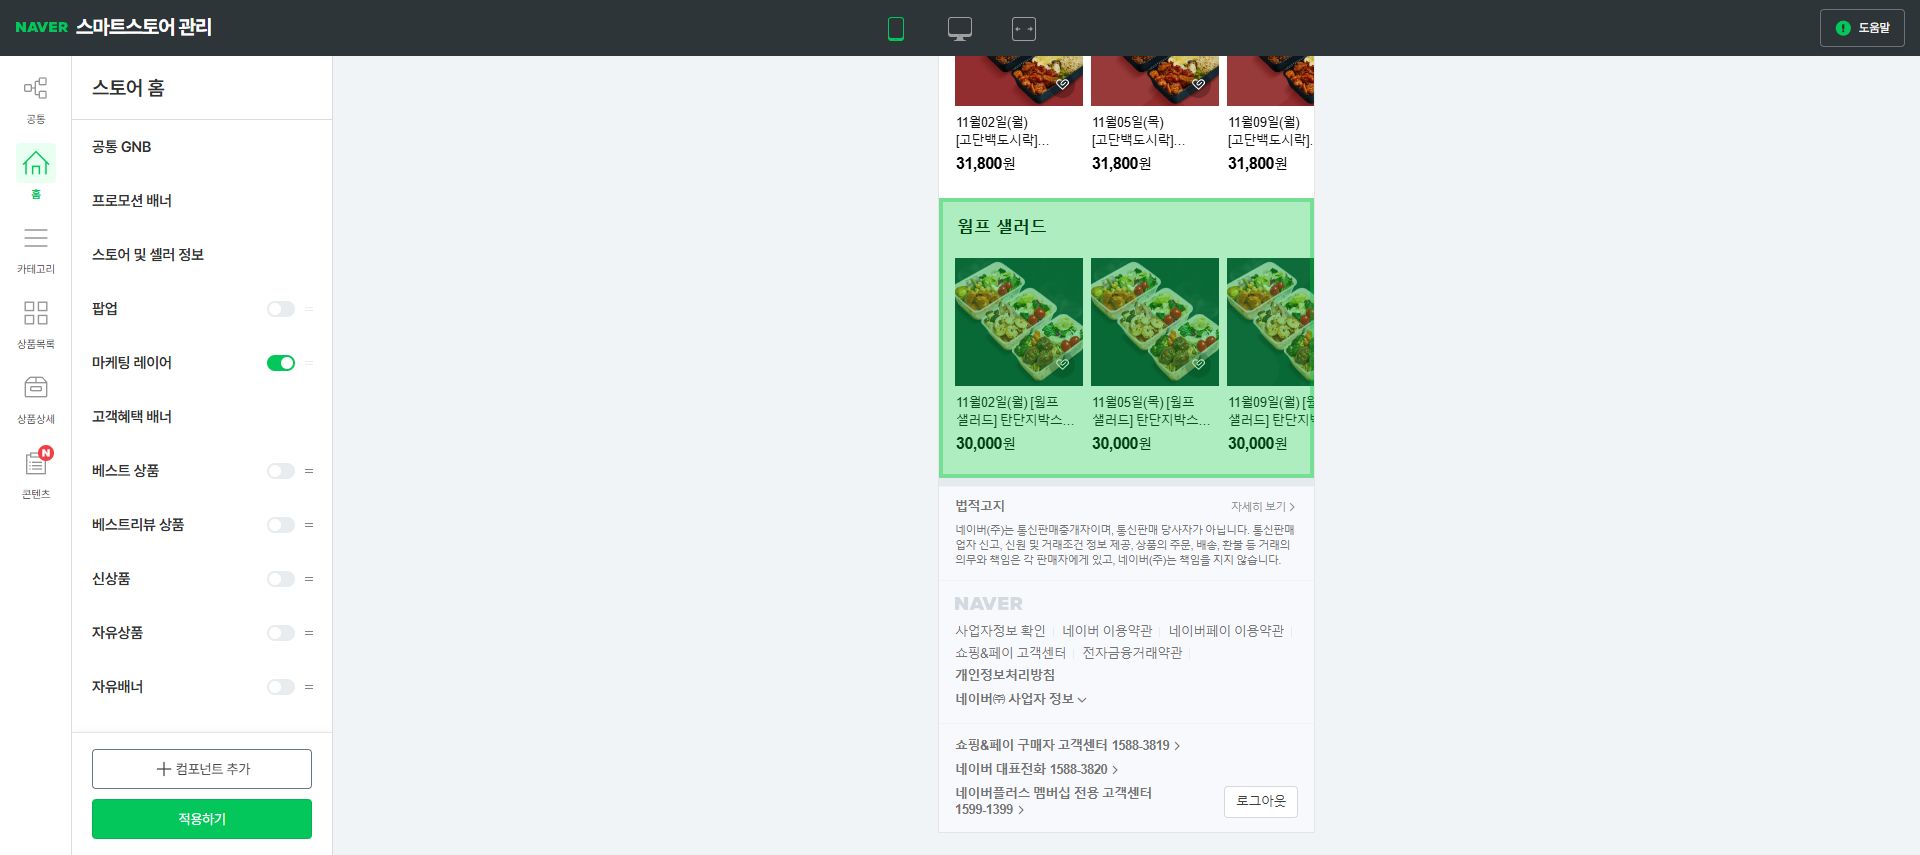 NAVER 스마트스토어 관리
도움말
공통
홈
카테고리
상품목록
상품상세
N
콘텐츠
스토어 홈
공통 GNB
프로모션 배너
스토어 및 셀러 정보
팝업
마케팅 레이어
고객혜택 배너
베스트 상품
베스트리뷰 상품
신상품
자유상품
자유배너
컴포넌트 추가
적용하기
11월02일(월)
[고단백도시락]...
31,800원
11월05일(목)
[고단백도시락]...
31,800원
11월09일(월)
[고단백도시락].
31,800원
웜프 샐러드
11월02일(월) [웜프
샐러드] 탄단지박스...
30,000원
11월05일(목) [웜프
샐러드] 탄단지박스...
30,000원
11월09일(월) [웜
샐러드] 탄단지박
30,000원
법적고지
자세히 보기
네이버(주)는 통신판매중개자이며, 통신판매 당사자가 아닙니다. 통신판매
업자 신고, 신원 및 거래조건 정보 제공, 상품의 주문, 배송, 환불 등 거래의
의무와 책임은 각 판매자에게 있고, 네이버(주)는 책임을 지지 않습니다.
NAVER
사업자정보 확인 네이버 이용약관 네이버페이 이용약관
쇼핑&페이 고객센터 전자금융거래약관
개인정보처리방침
네이버㈜ 사업자 정보
쇼핑&페이 구매자 고객센터 1588-3819
네이버 대표전화 1588-3820
네이버플러스 멤버십 전용 고객센터
1599-1399
로그아웃